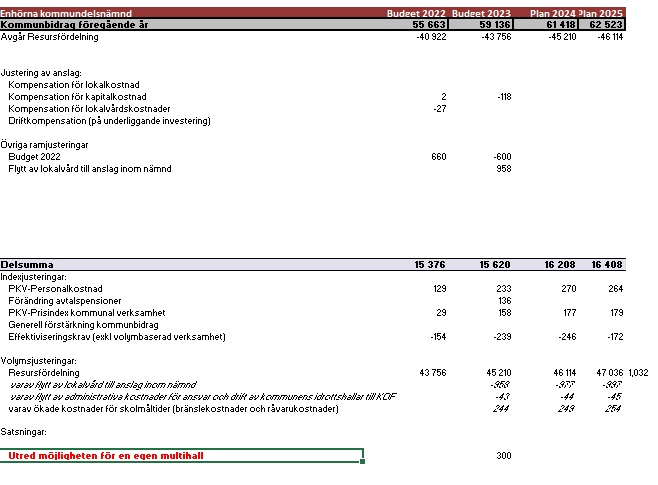 Enhörna kommundelsnämnd Budget 2022 Budget 2023 Plan 2024 Plan 2025
Kommunbidrag föregående år 55 663 59 136 61 418 62 523
Avgår Resursfördelning -40 922 -43 756 -45 210 -46 114
Justering av anslag:
Kompensation för lokalkostnad
Kompensation för kapitalkostnad 2 -118
Kompensation för lokalvårdskostnader -27
Driftkompensation (på underliggande investering)
Övriga ramjusteringar
Budget 2022 660 -600
Flytt av lokalvård till anslag inom nämnd 958
Delsumma 15 376 15 620 16 208 16 408
Indexjusteringar:
PKV-Personalkostnad 129 233 270 264
Förändring avtalspensioner 136
PKV-Prisindex kommunal verksamhet 29 158 177 179
Generell förstärkning kommunbidrag
Effektiviseringskrav (exkl volymbaserad verksamhet) -154 -239 -246 -172
Volymsjusteringar:
Resursfördelning 43 756 45 210 46 114 47 036 1,032
varav flytt av lokalvård till anslag inom nämnd -958 -977 -997
varav flytt av administrativa kostnader för ansvar och drift av kommunens idrottshallar till KOF -43 -44 -45
varav ökade kostnader för skolmåltider (bränslekostnader och råvarukostnader) 244 249 254
Satsningar:
Utred möjligheten för en egen multihall 300